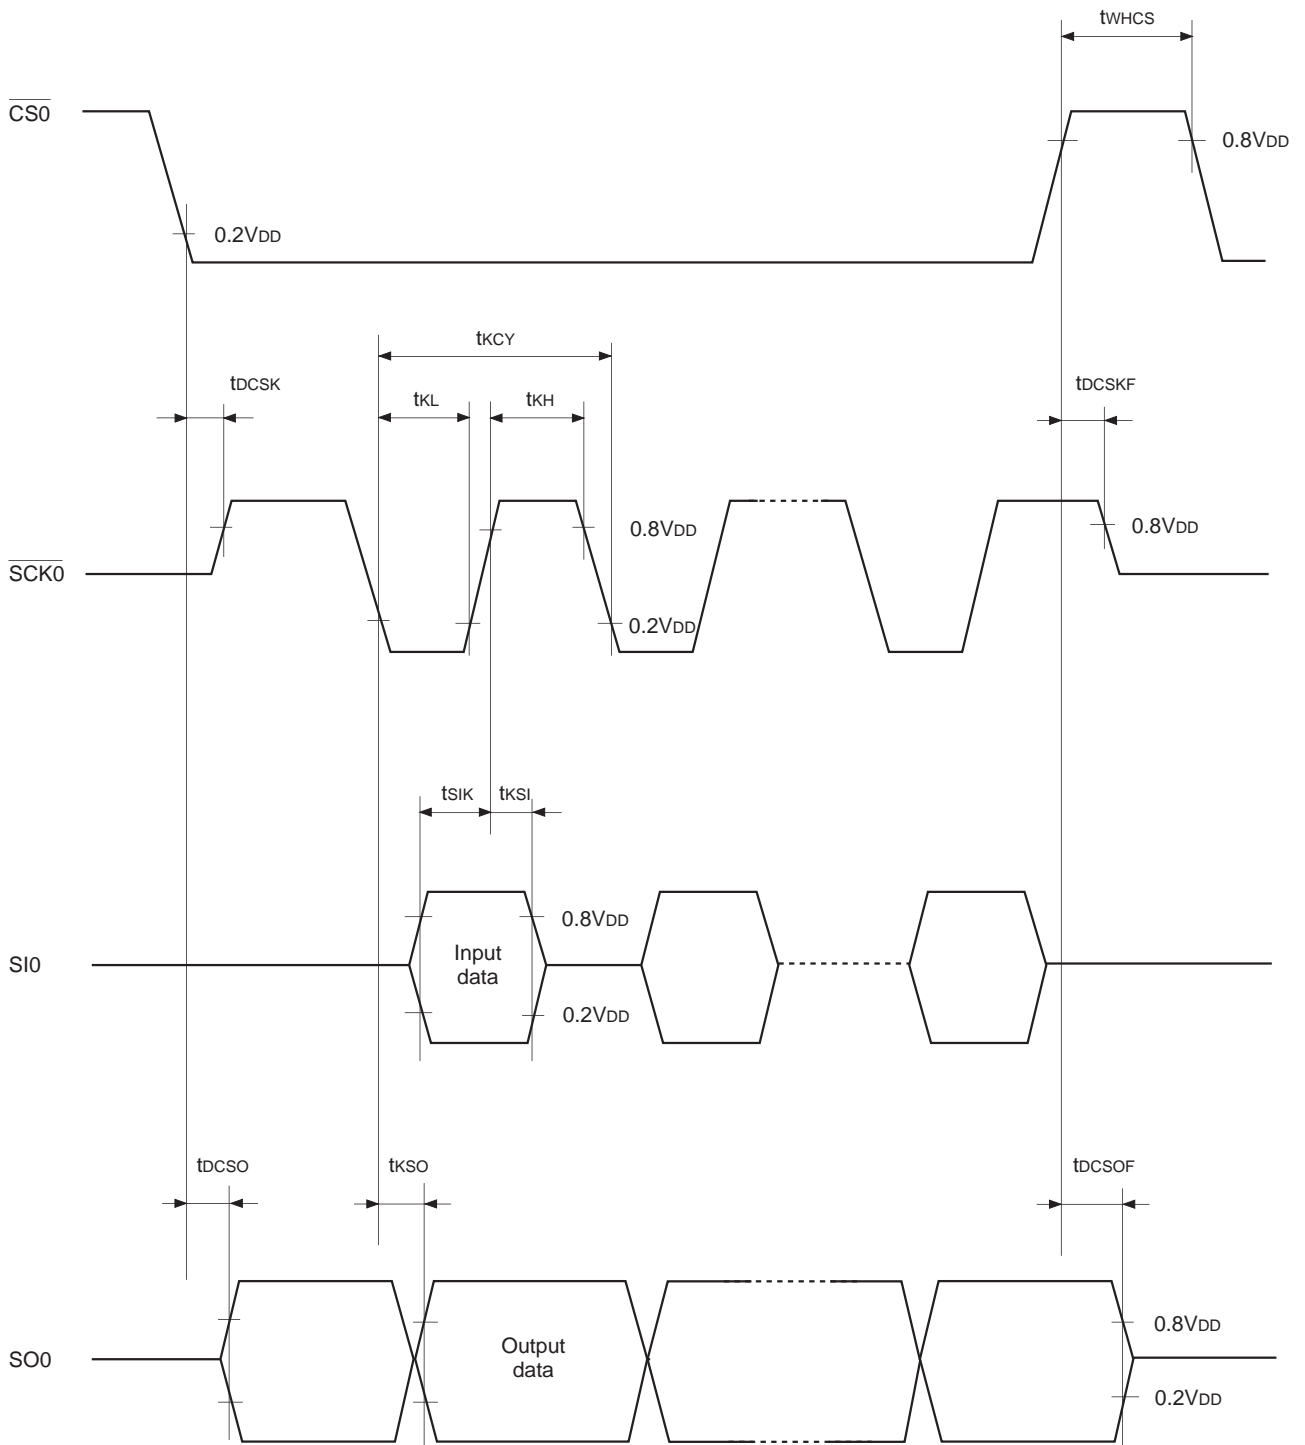 tWHCS
CS0
0.8VDD
0.2VDD
tKCY
tDCSK
tKL
tKH
tDCSKF
0.8VDD
0.8VDD
SCK0
0.2VDD
tSIK
tKSI
0.8VDD
Input
data
SI0
0.2VDD
tDCSO
tKSO
tDCSOF
0.8VDD
Output
data
SO0
0.2VDD